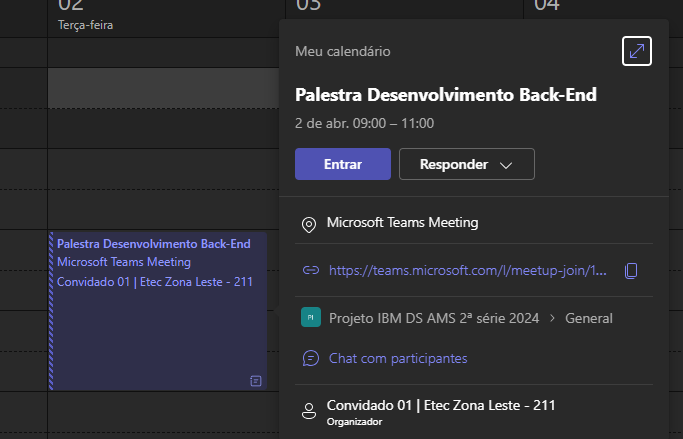 02
03
04
Terça-feira
Palestra Desenvolvimento Back-End
Microsoft Teams Meeting
Convidado 01 | Etec Zona Leste - 211
Meu calendário
Palestra Desenvolvimento Back-End
2 de abr. 09:00 – 11:00
Entrar
Responder
Microsoft Teams Meeting
https://teams.microsoft.com/l/meetup-join/1...
PI
Projeto IBM DS AMS 2ª série 2024 > General
Chat com participantes
Convidado 01 | Etec Zona Leste - 211
Organizador